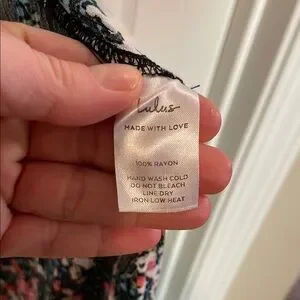 Lulus
MADE WITH LOVE
100% RAYON
HAND WASH COLD
DO NOT BLEACH
LINE DRY
IRON LOW HEAT